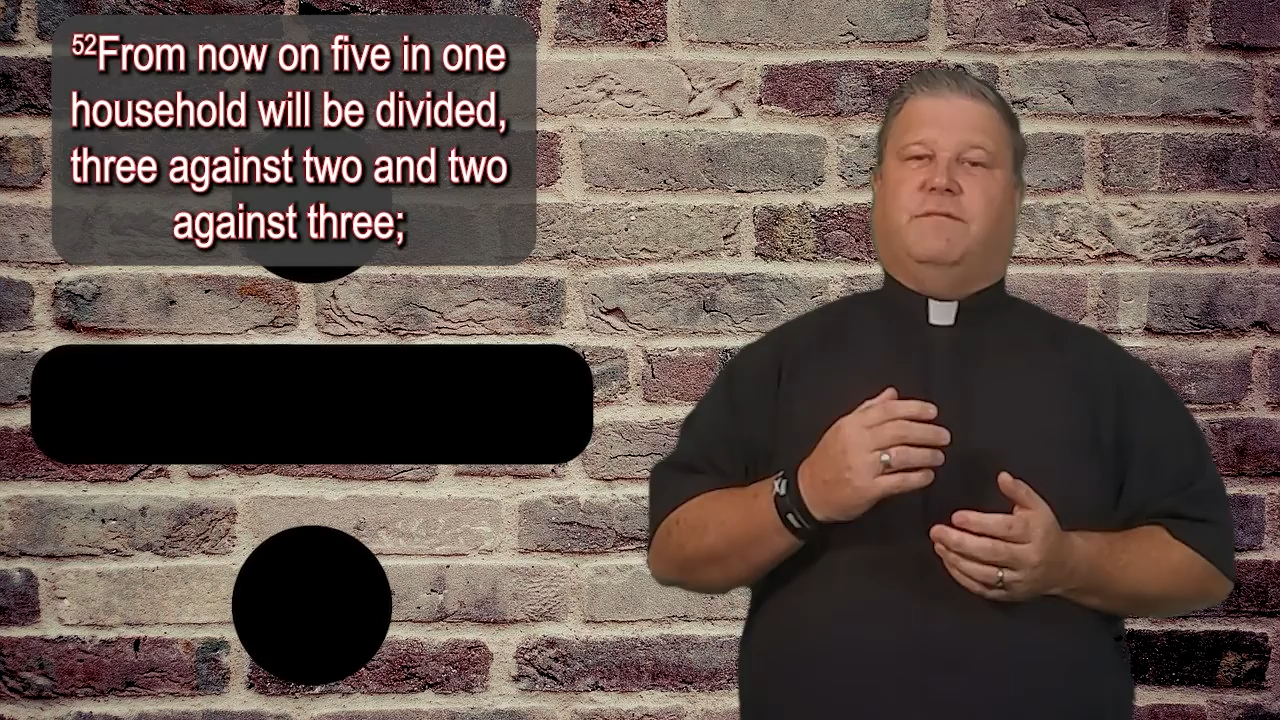 52From now on five in one
household will be divided,
three against two and two
against three;